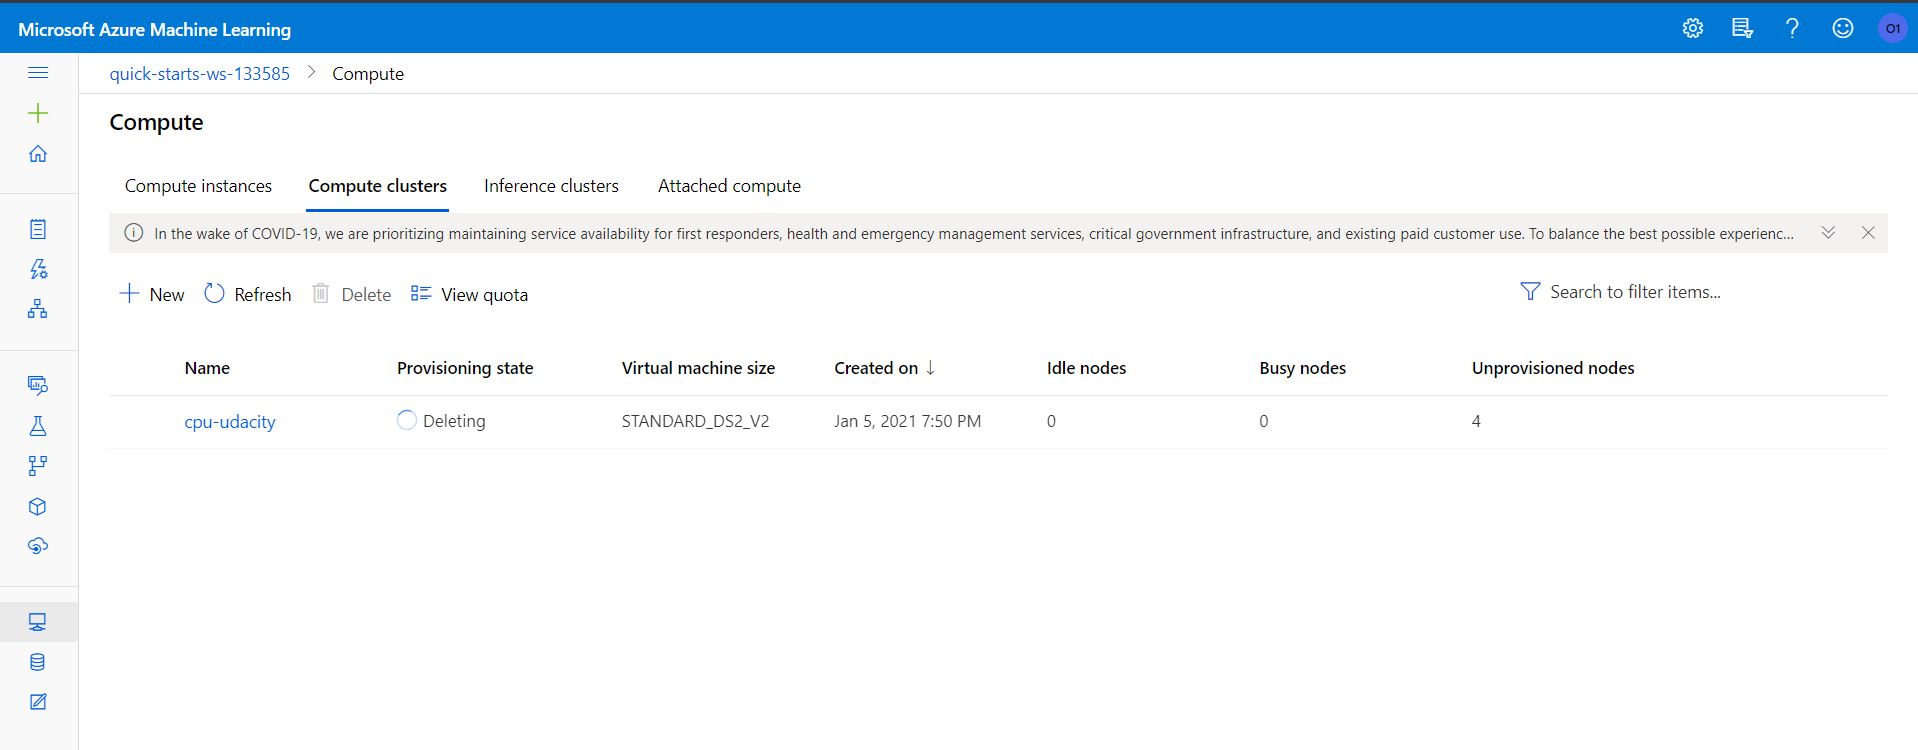 Microsoft Azure Machine Learning
O1
quick-starts-ws-133585 > Compute
Compute
Compute instances Compute clusters Inference clusters Attached compute
In the wake of COVID-19, we are prioritizing maintaining service availability for first responders, health and emergency management services, critical government infrastructure, and existing paid customer use. To balance the best possible experienc...
New Refresh Delete View quota Search to filter items...
Name Provisioning state Virtual machine size Created on ↓ Idle nodes Busy nodes Unprovisioned nodes
cpu-udacity Deleting STANDARD_DS2_V2 Jan 5, 2021 7:50 PM 0 0 4